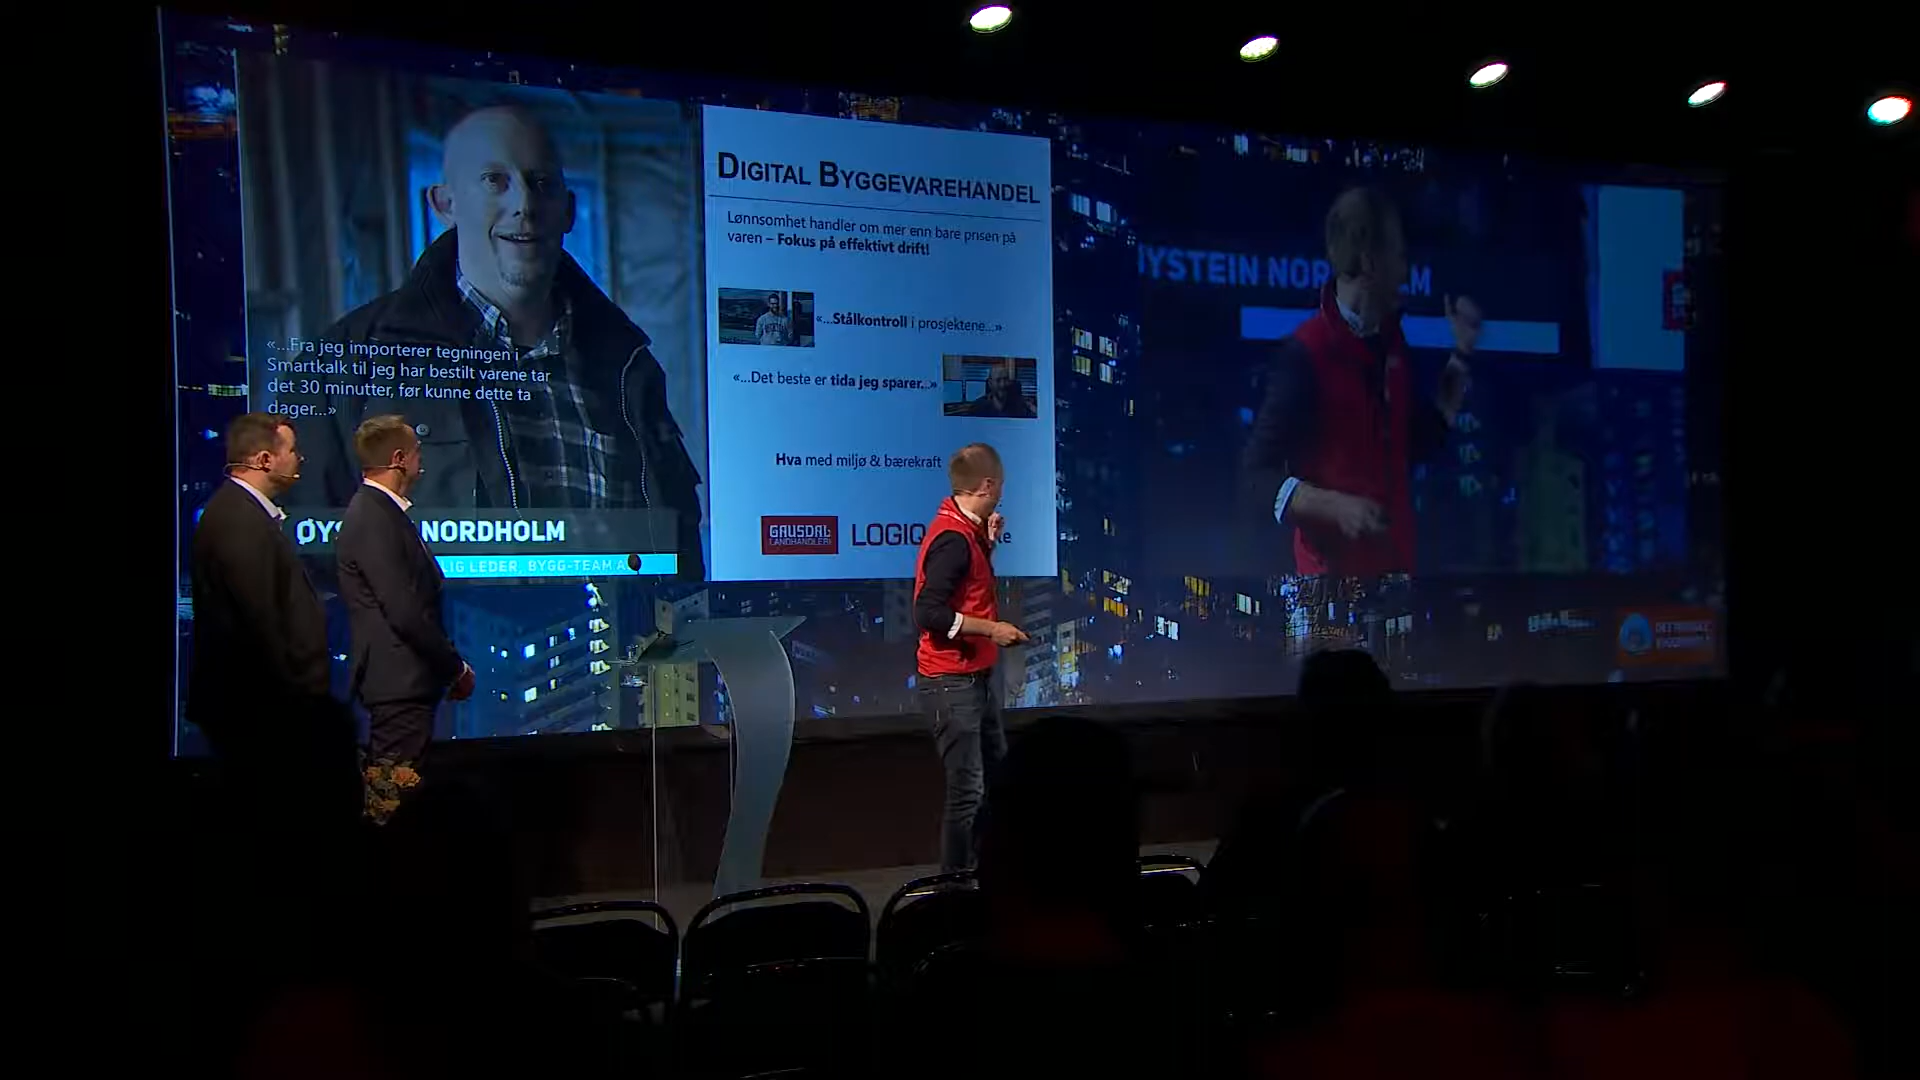 DIGITAL BYGGEVAREHANDEL
Lønnsomhet handler om mer enn bare prisen på
varen – Fokus på effektivt drift!
«...Stålkontroll i prosjektene...»
«...Det beste er tida jeg sparer...»
Hva med miljø & bærekraft
GAUSDAL
LANDHANDLERI
LOGIQ
«...Fra jeg importerer tegningen i
Smartkalk til jeg har bestilt varene tar
det 30 minutter, før kunne dette ta
dager...»
NORDHOLM
LEDER, BYGG-TEAM